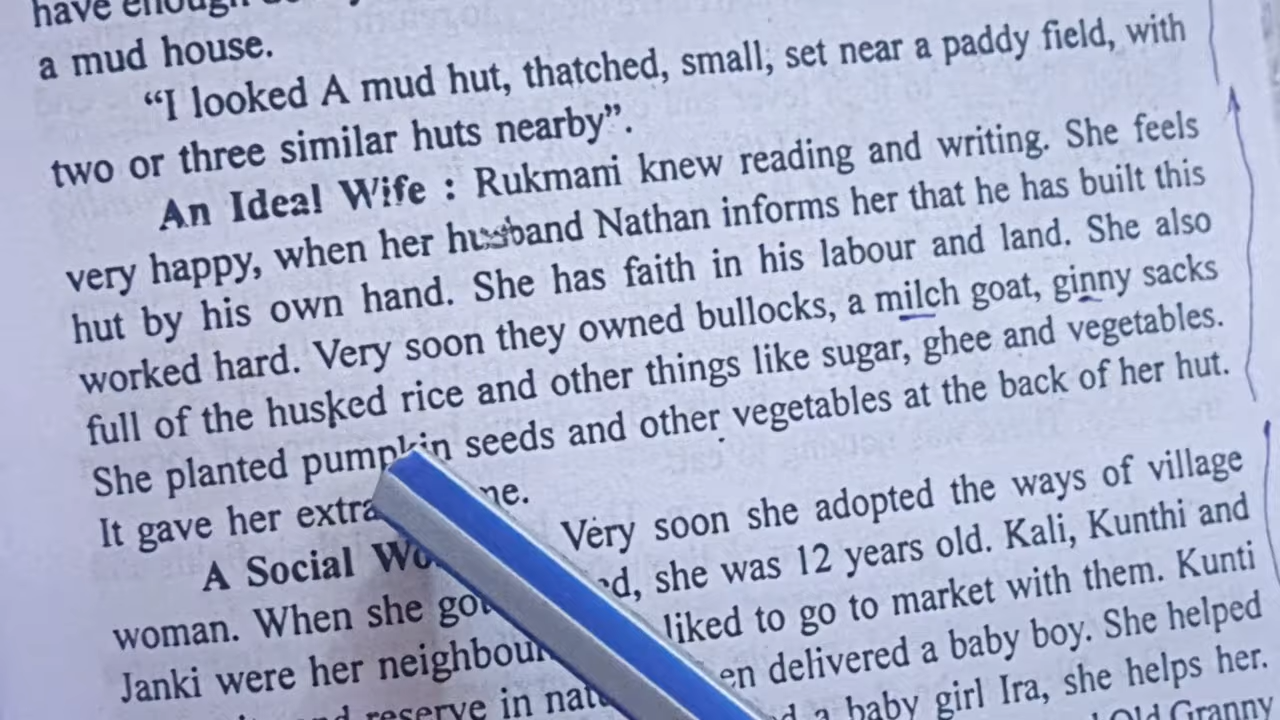 have enough
a mud house.
“I looked A mud hut, thatched, small; set near a paddy field, with
two or three similar huts nearby”.
An Ideal Wife : Rukmani knew reading and writing. She feels
very happy, when her husband Nathan informs her that he has built this
hut by his own hand. She has faith in his labour and land. She also
worked hard. Very soon they owned bullocks, a milch goat, ginny sacks
full of the husked rice and other things like sugar, ghee and vegetables.
She planted pumpkin seeds and other vegetables at the back of her hut.
It gave her extra
A Social Very soon she adopted the ways of village
woman. When she she was 12 years old. Kali, Kunthi and
Janki were her liked to go to market with them. Kunti
reserve in delivered a baby boy. She helped
a baby girl Ira, she helps her.
Old Granny